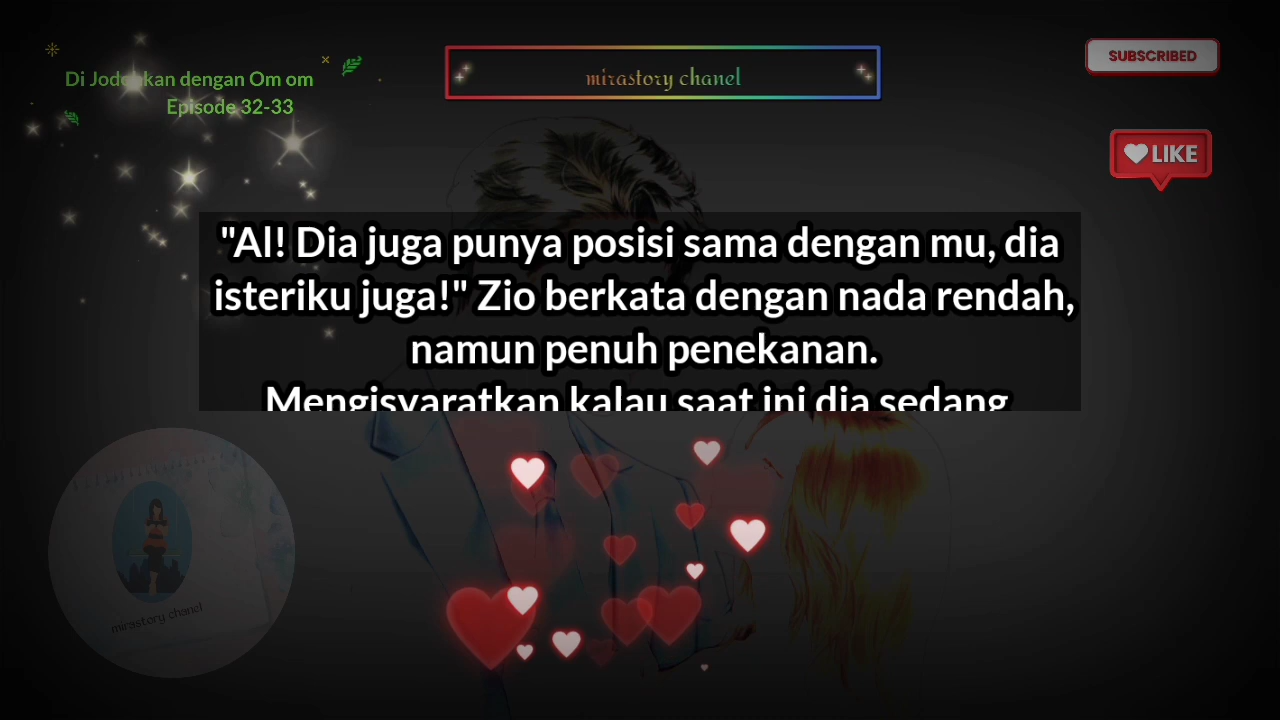 Di Jodohkan dengan Om om
Episode 32-33
mirastory chanel
SUBSCRIBED
LIKE
"Al! Dia juga punya posisi sama dengan mu, dia
isteriku juga!" Zio berkata dengan nada rendah,
namun penuh penekanan.
Mengisyaratkan kalau saat ini dia sedang
mirastory chanel